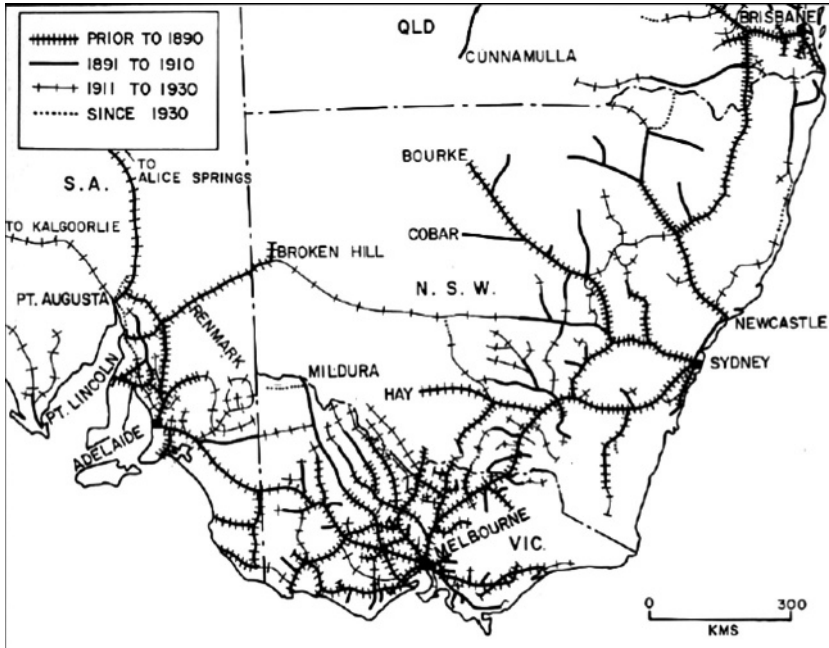 PRIOR TO 1890
1891 TO 1910
1911 TO 1930
SINCE 1930
QLD
BRISBANE
CUNNAMULLA
TO
ALICE SPRINGS
S.A.
BOURKE
TO KALGOORLIE
COBAR
BROKEN HILL
N. S. W.
PT. AUGUSTA
RENMARK
NEWCASTLE
SYDNEY
MILDURA
HAY
PT. LINCOLN
ADELAIDE
MELBOURNE
VIC.
0
300
KMS